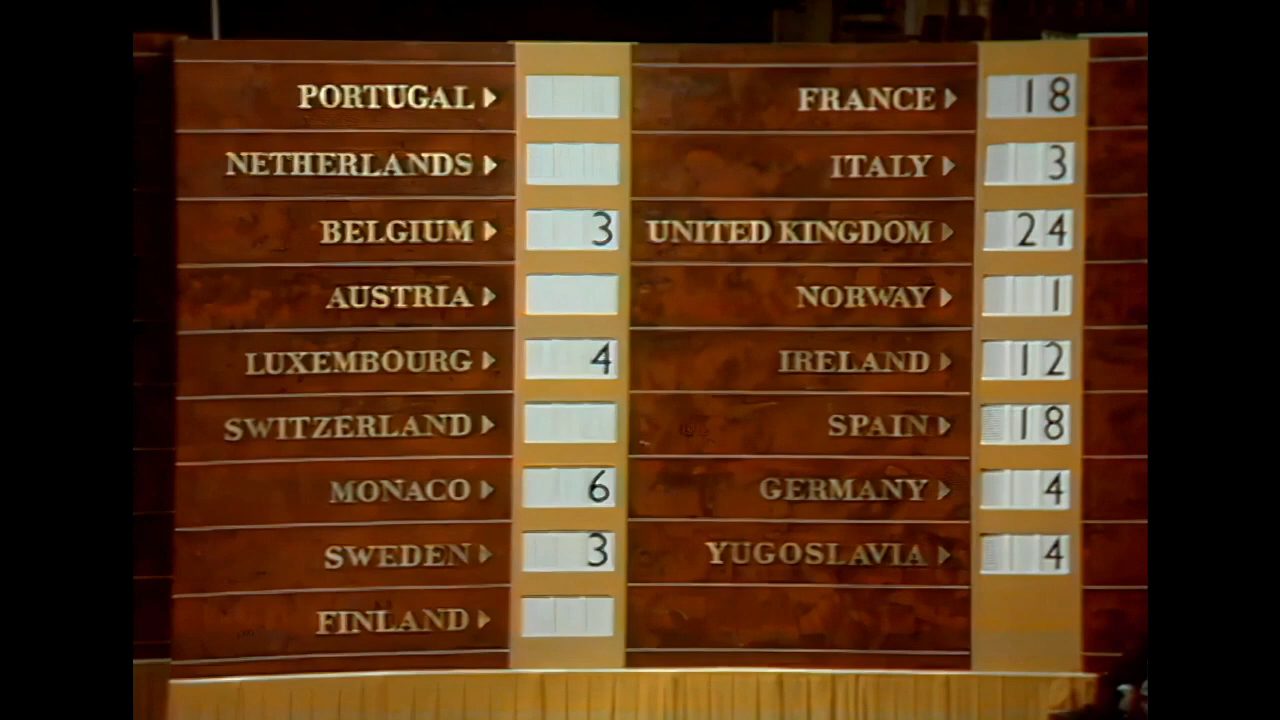 PORTUGAL
NETHERLANDS
BELGIUM 3
AUSTRIA
LUXEMBOURG 4
SWITZERLAND
MONACO 6
SWEDEN 3
FINLAND
FRANCE 18
ITALY 3
UNITED KINGDOM 24
NORWAY 1
IRELAND 12
SPAIN 18
GERMANY 4
YUGOSLAVIA 4